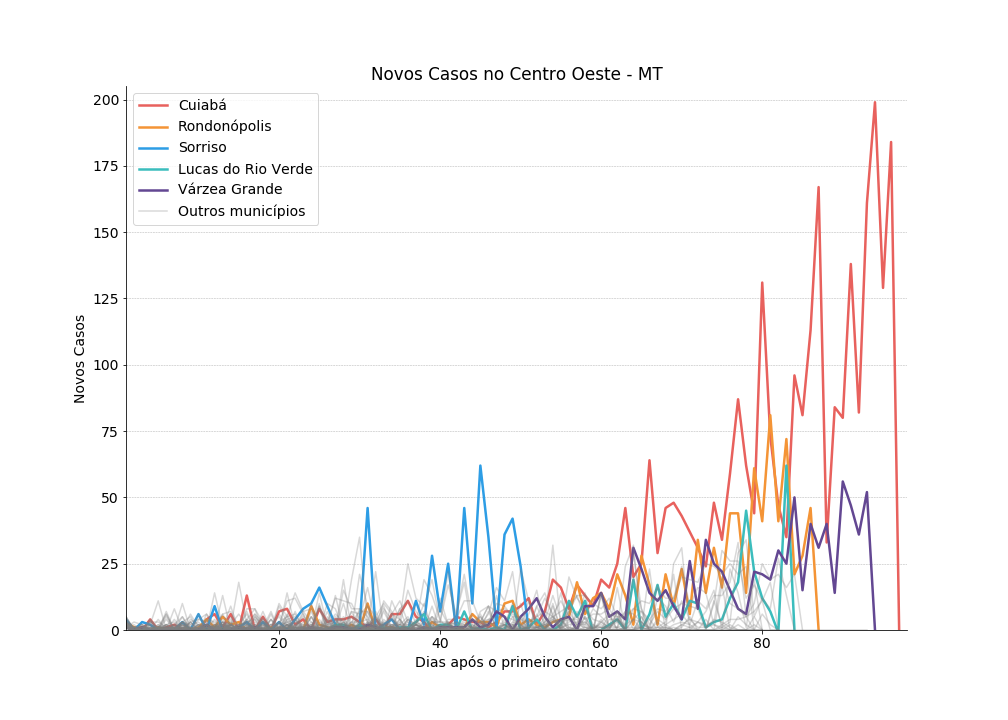 Novos Casos no Centro Oeste - MT
Cuiabá
Rondonópolis
Sorriso
Lucas do Rio Verde
Várzea Grande
Outros municípios
200
175
150
125
100
75
50
25
0
Novos Casos
20 40 60 80
Dias após o primeiro contato